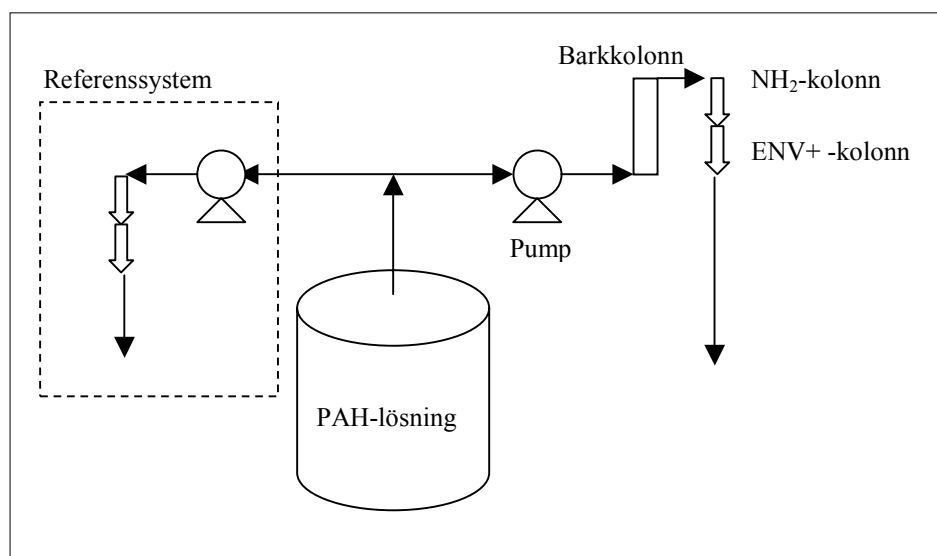 Referenssystem
Barkkolonn
NH₂-kolonn
ENV+ -kolonn
Pump
PAH-lösning